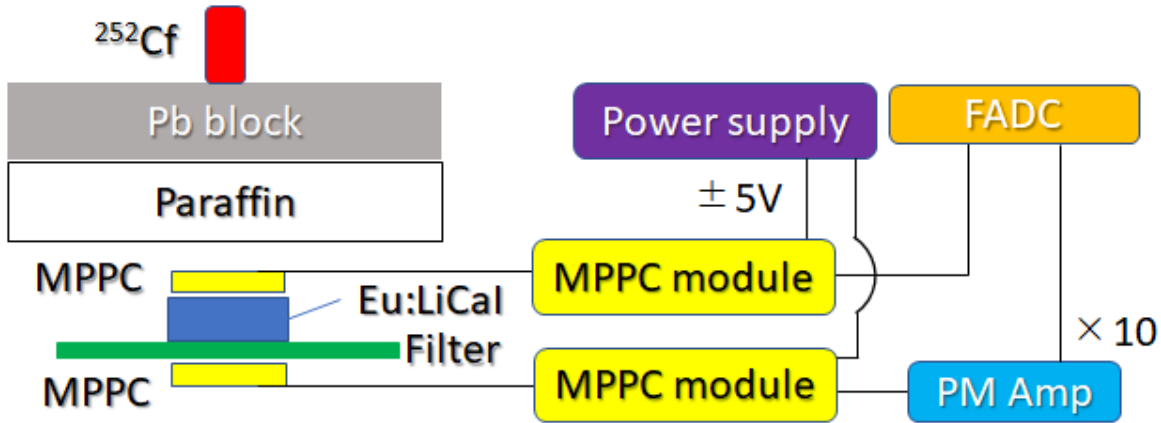 ²⁵²Cf
Pb block
Paraffin
Power supply
FADC
± 5V
MPPC
MPPC module
Eu:LiCaI
Filter
× 10
MPPC
MPPC module
PM Amp